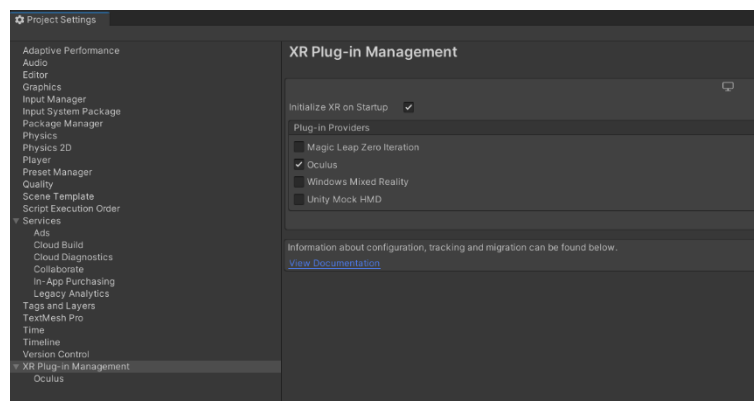 Project Settings
Adaptive Performance
Audio
Editor
Graphics
Input Manager
Input System Package
Package Manager
Physics
Physics 2D
Player
Preset Manager
Quality
Scene Template
Script Execution Order
Services
Ads
Cloud Build
Cloud Diagnostics
Collaborate
In-App Purchasing
Legacy Analytics
Tags and Layers
TextMesh Pro
Time
Timeline
Version Control
XR Plug-in Management
Oculus
XR Plug-in Management
Initialize XR on Startup
Plug-in Providers
Magic Leap Zero Iteration
Oculus
Windows Mixed Reality
Unity Mock HMD
Information about configuration, tracking and migration can be found below.
View Documentation